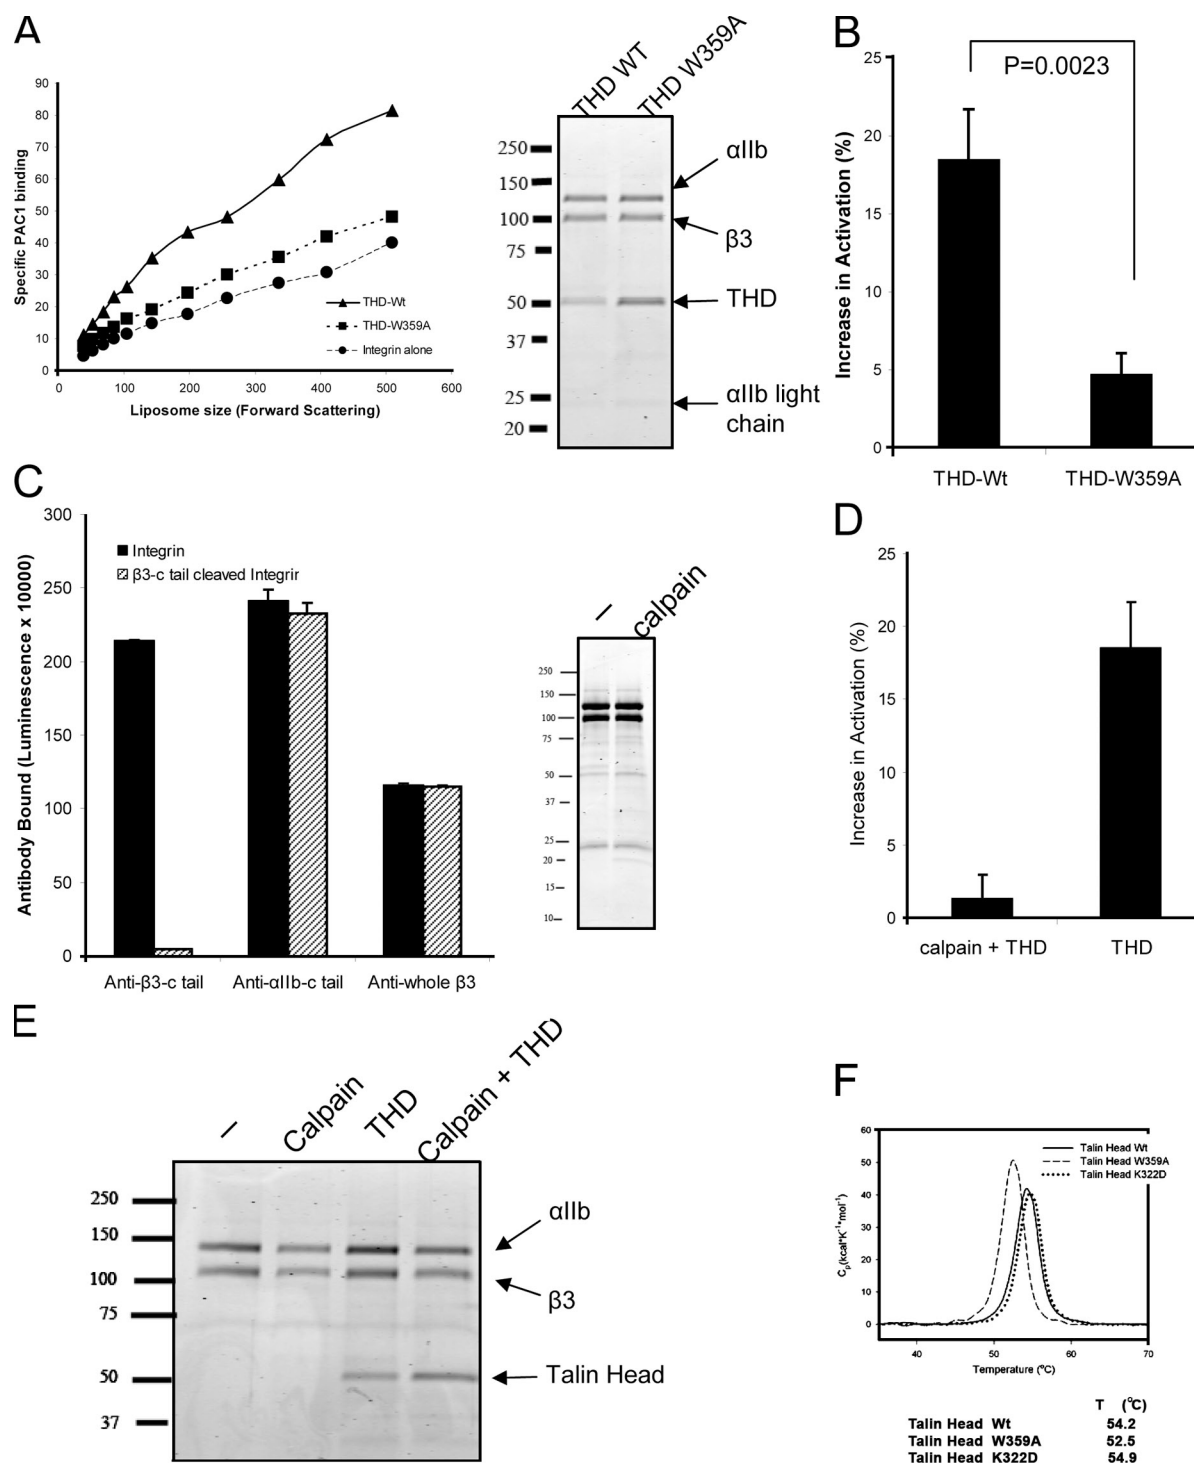 A
Specific PAC1 binding
90
80
70
60
50
40
30
20
10
0
0 100 200 300 400 500 600
Liposome size (Forward Scattering)
THD-Wt
THD-W359A
Integrin alone
THD WT
THD W359A
250
150
100
75
50
37
25
20
αIIb
β3
THD
αIIb light
chain
B
Increase in Activation (%)
25
20
15
10
5
0
P=0.0023
THD-Wt THD-W359A
C
Antibody Bound (Luminescence x 10000)
300
250
200
150
100
50
0
Integrin
β3-c tail cleaved Integrin
Anti-β3-c tail Anti-αIIb-c tail Anti-whole β3
– calpain
250
150
100
75
50
37
25
20
15
10
D
Increase in Activation (%)
25
20
15
10
5
0
calpain + THD THD
E
– Calpain THD Calpain + THD
250
150
100
75
50
37
αIIb
β3
Talin Head
F
60
50
40
30
20
10
0
Cp(kcal*K⁻¹*mol⁻¹)
Talin Head Wt
Talin Head W359A
Talin Head K322D
40 50 60 70
Temperature (°C)
T (°C)
Talin Head Wt 54.2
Talin Head W359A 52.5
Talin Head K322D 54.9